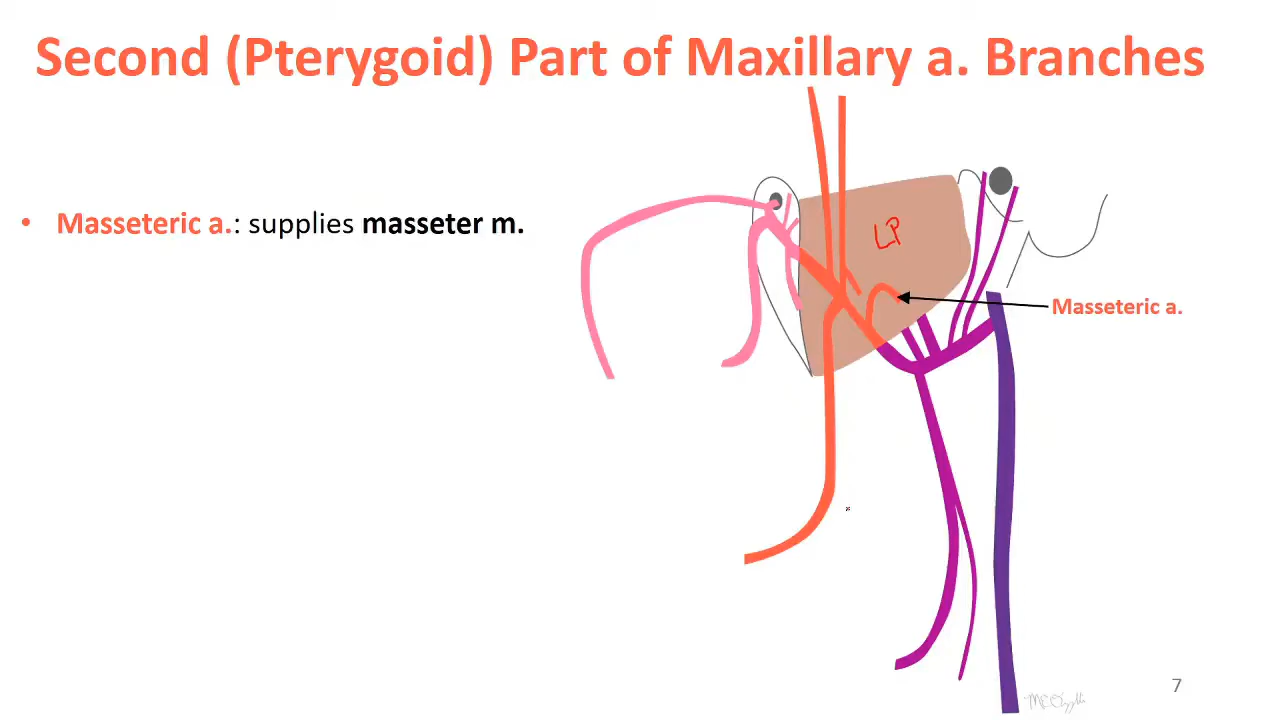 Second (Pterygoid) Part of Maxillary a. Branches
• Masseteric a.: supplies masseter m.
LP
Masseteric a.
7